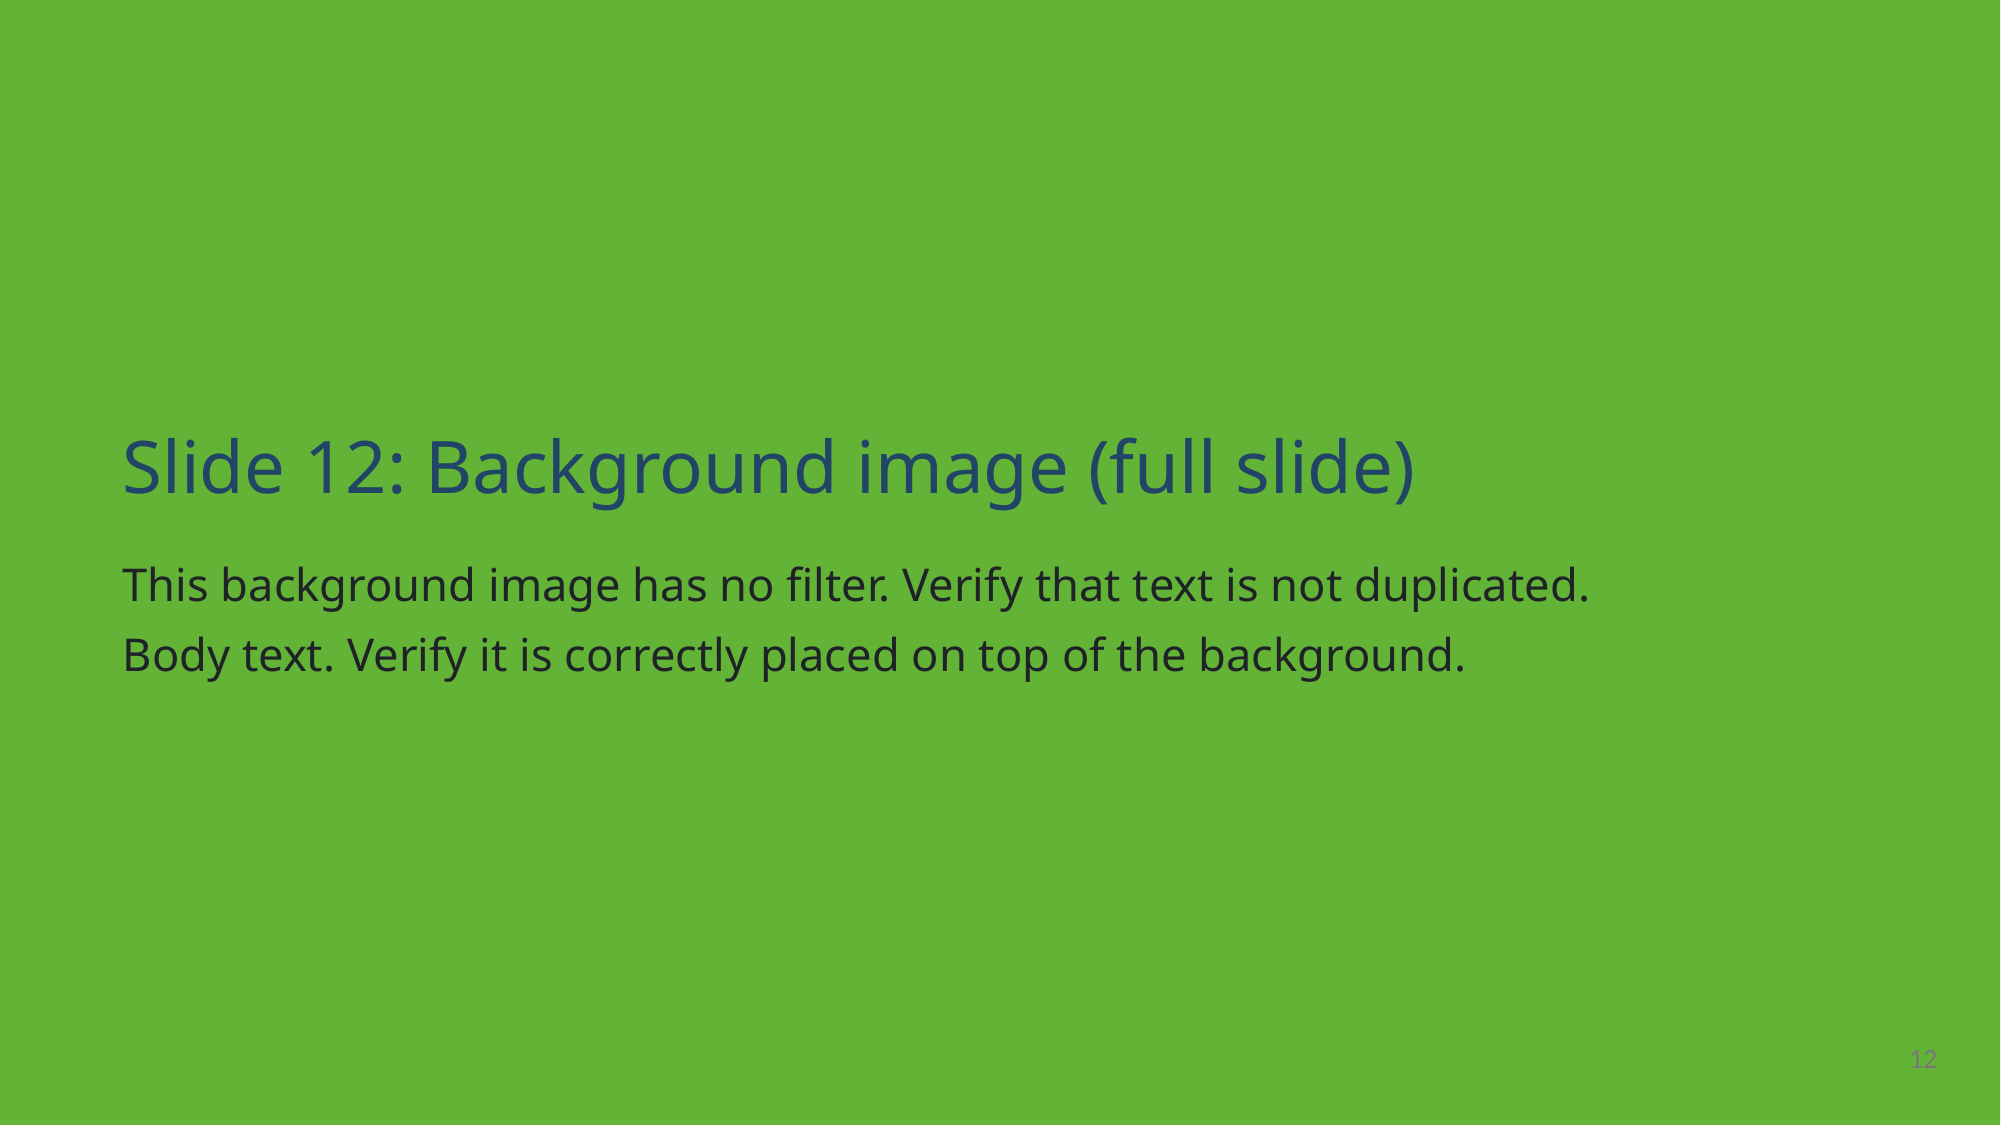 Slide 12: Background image (full slide)
This background image has no filter. Verify that text is not duplicated.
Body text. Verify it is correctly placed on top of the background.
12